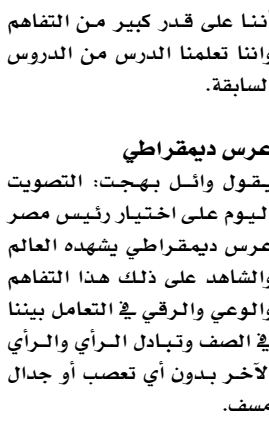 أننا على قدر كبير من التفاهم
واننا تعلمنا الدرس من الدروس
السابقة.
عرس ديمقراطي
يقول وائل بهجت: التصويت
اليوم على اختيار رئيس مصر
عرس ديمقراطي يشهده العالم
والشاهد على ذلك هذا التفاهم
والوعي والرقي في التعامل بيننا
في الصف وتبادل الرأي والرأي
الآخر بدون أي تعصب أو جدال
مسف.